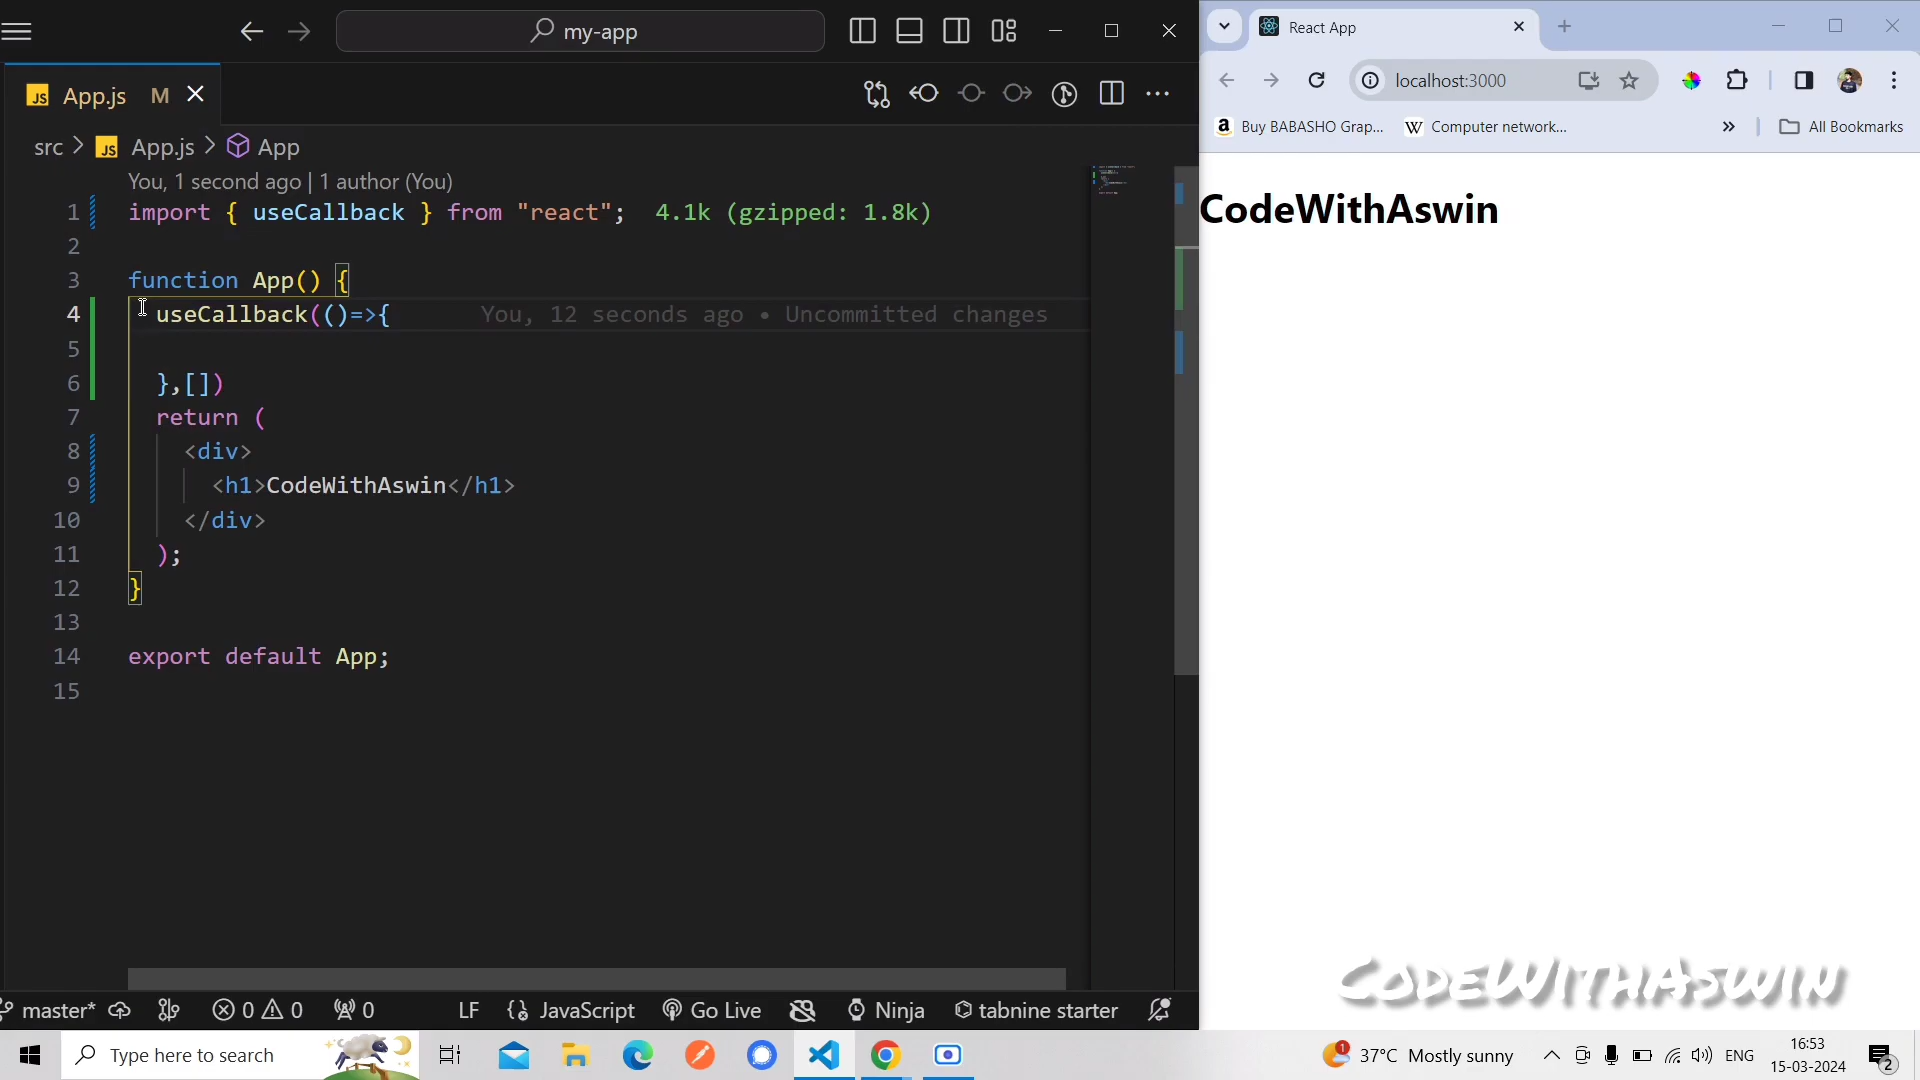 my-app
App.js M
src > App.js > App
You, 1 second ago | 1 author (You)
1 import { useCallback } from "react"; 4.1k (gzipped: 1.8k)
2
3 function App() {
4 useCallback(()=>{ You, 12 seconds ago • Uncommitted changes
5
6 },[])
7 return (
8 <div>
9 <h1>CodeWithAswin</h1>
10 </div>
11 );
12 }
13
14 export default App;
15
master* 0 0 0 LF JavaScript Go Live Ninja tabnine starter
React App
localhost:3000
Buy BABASHO Grap... Computer network... » All Bookmarks
CodeWithAswin
CodeWithAswin
Type here to search
1 37°C Mostly sunny ENG 16:53
15-03-2024 2